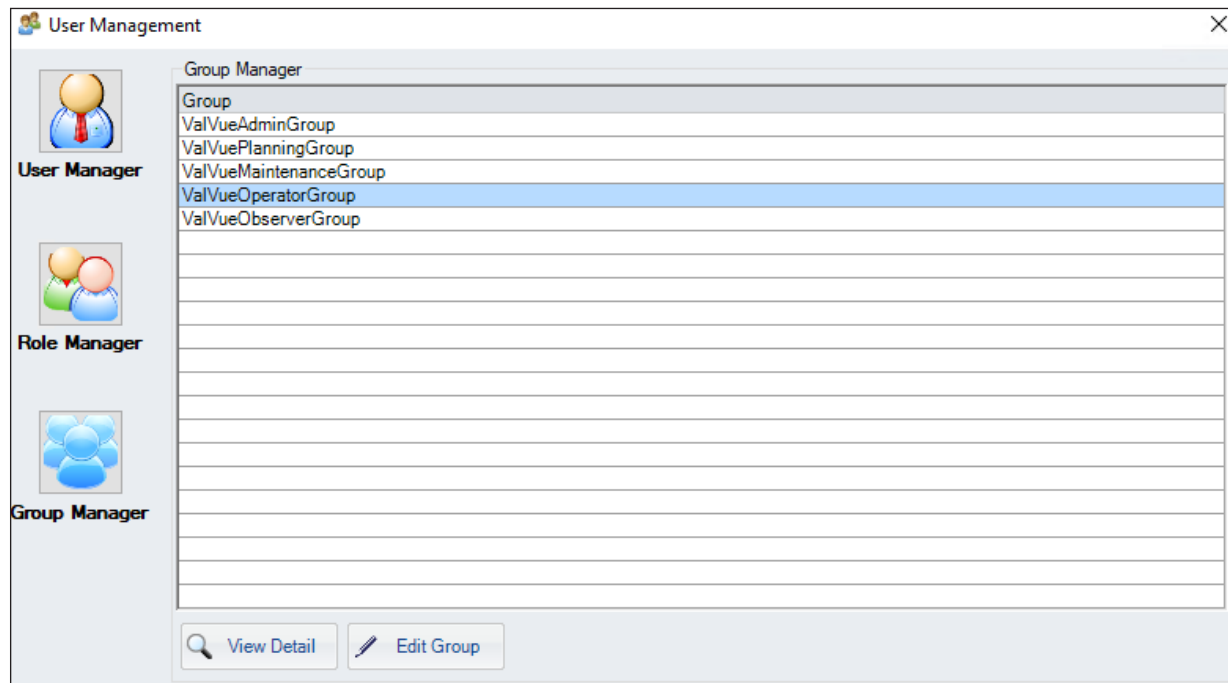 User Management
User Manager
Role Manager
Group Manager
Group Manager
Group
ValVueAdminGroup
ValVuePlanningGroup
ValVueMaintenanceGroup
ValVueOperatorGroup
ValVueObserverGroup
View Detail
Edit Group